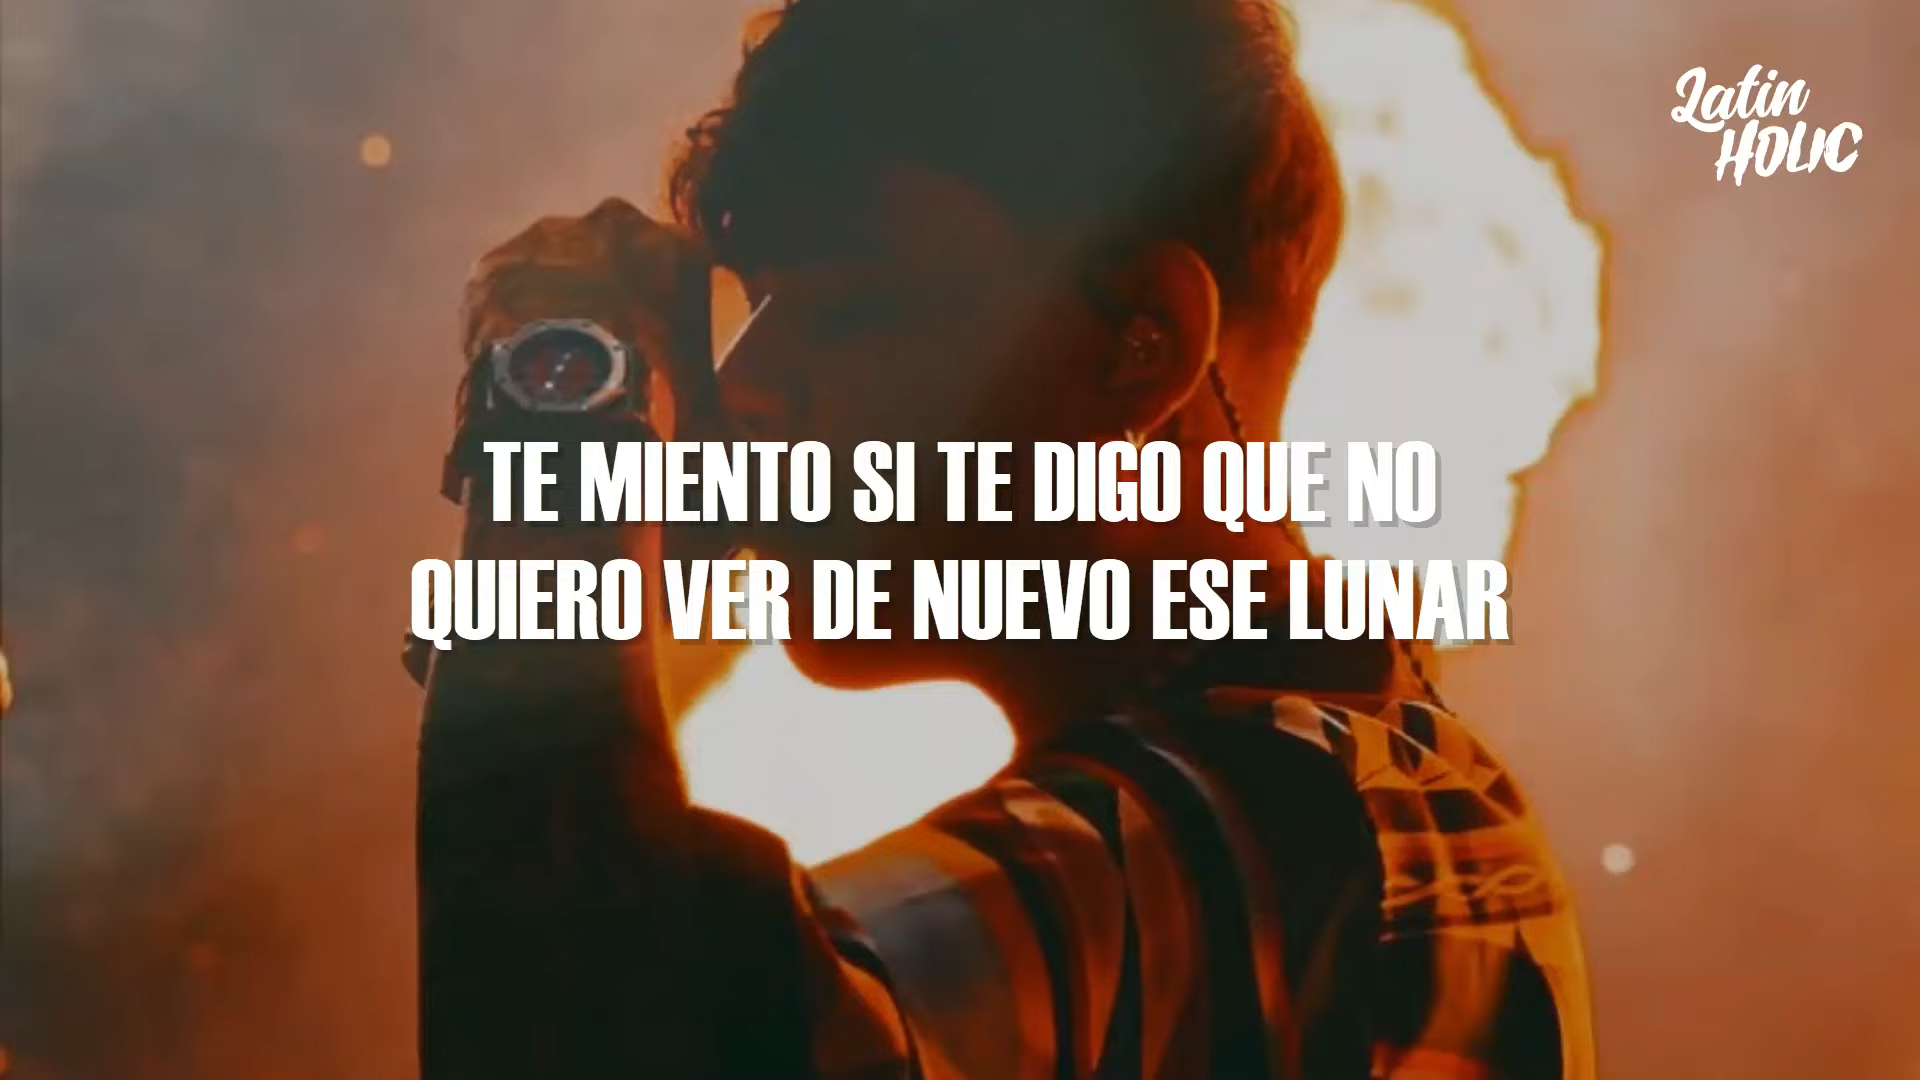 Latin
HOLIC
TE MIENTO SI TE DIGO QUE NO
QUIERO VER DE NUEVO ESE LUNAR